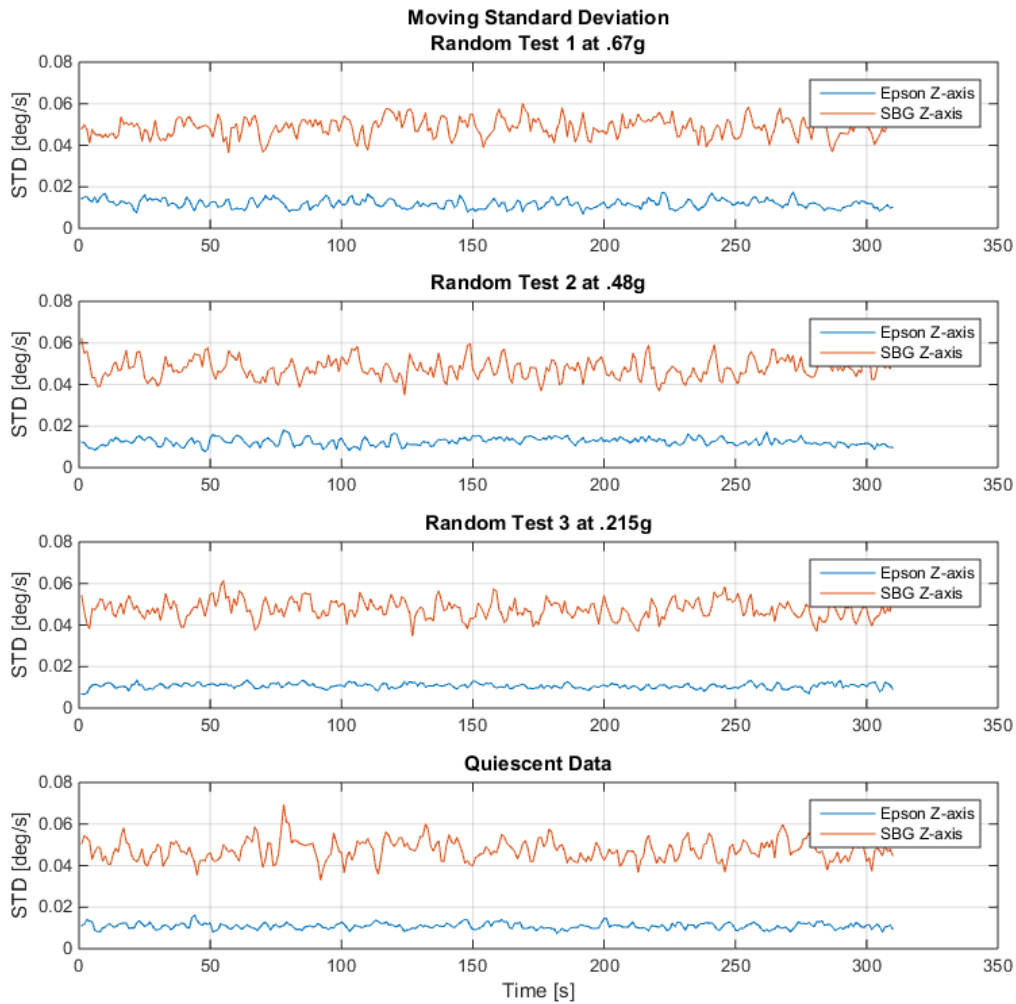 Moving Standard Deviation
Random Test 1 at .67g
STD [deg/s]
0.08
0.06
0.04
0.02
0
Epson Z-axis
SBG Z-axis
0 50 100 150 200 250 300 350
Random Test 2 at .48g
STD [deg/s]
0.08
0.06
0.04
0.02
0
Epson Z-axis
SBG Z-axis
0 50 100 150 200 250 300 350
Random Test 3 at .215g
STD [deg/s]
0.08
0.06
0.04
0.02
0
Epson Z-axis
SBG Z-axis
0 50 100 150 200 250 300 350
Quiescent Data
STD [deg/s]
0.08
0.06
0.04
0.02
0
Epson Z-axis
SBG Z-axis
0 50 100 150 200 250 300 350
Time [s]